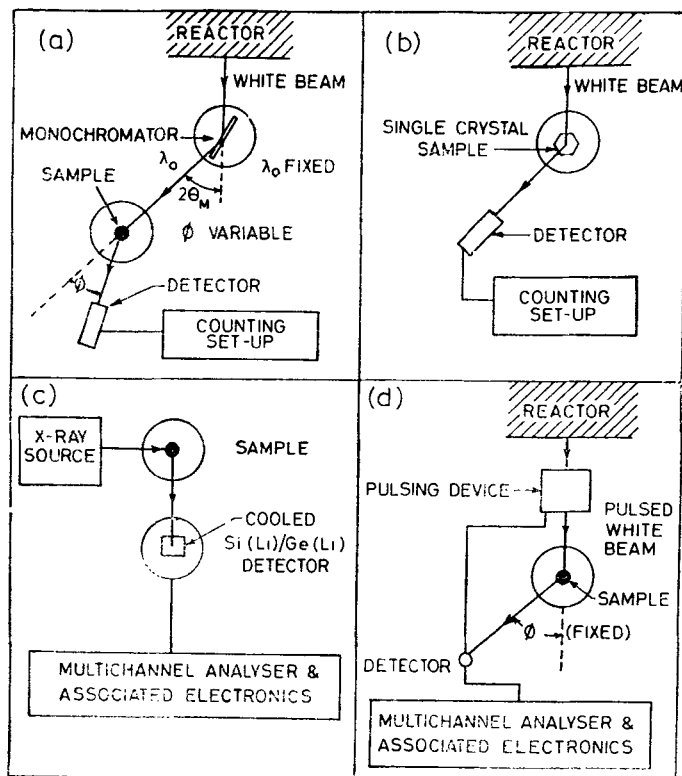 (a)
REACTOR
WHITE BEAM
MONOCHROMATOR
λ₀
λ₀ FIXED
2θM
SAMPLE
ϕ VARIABLE
ϕ
DETECTOR
COUNTING
SET-UP
(b)
REACTOR
WHITE BEAM
SINGLE CRYSTAL
SAMPLE
DETECTOR
COUNTING
SET-UP
(c)
X-RAY
SOURCE
SAMPLE
COOLED
Si(Li)/Ge(Li)
DETECTOR
MULTICHANNEL ANALYSER &
ASSOCIATED ELECTRONICS
(d)
REACTOR
PULSING DEVICE
PULSED
WHITE
BEAM
SAMPLE
ϕ (FIXED)
DETECTOR
MULTICHANNEL ANALYSER &
ASSOCIATED ELECTRONICS